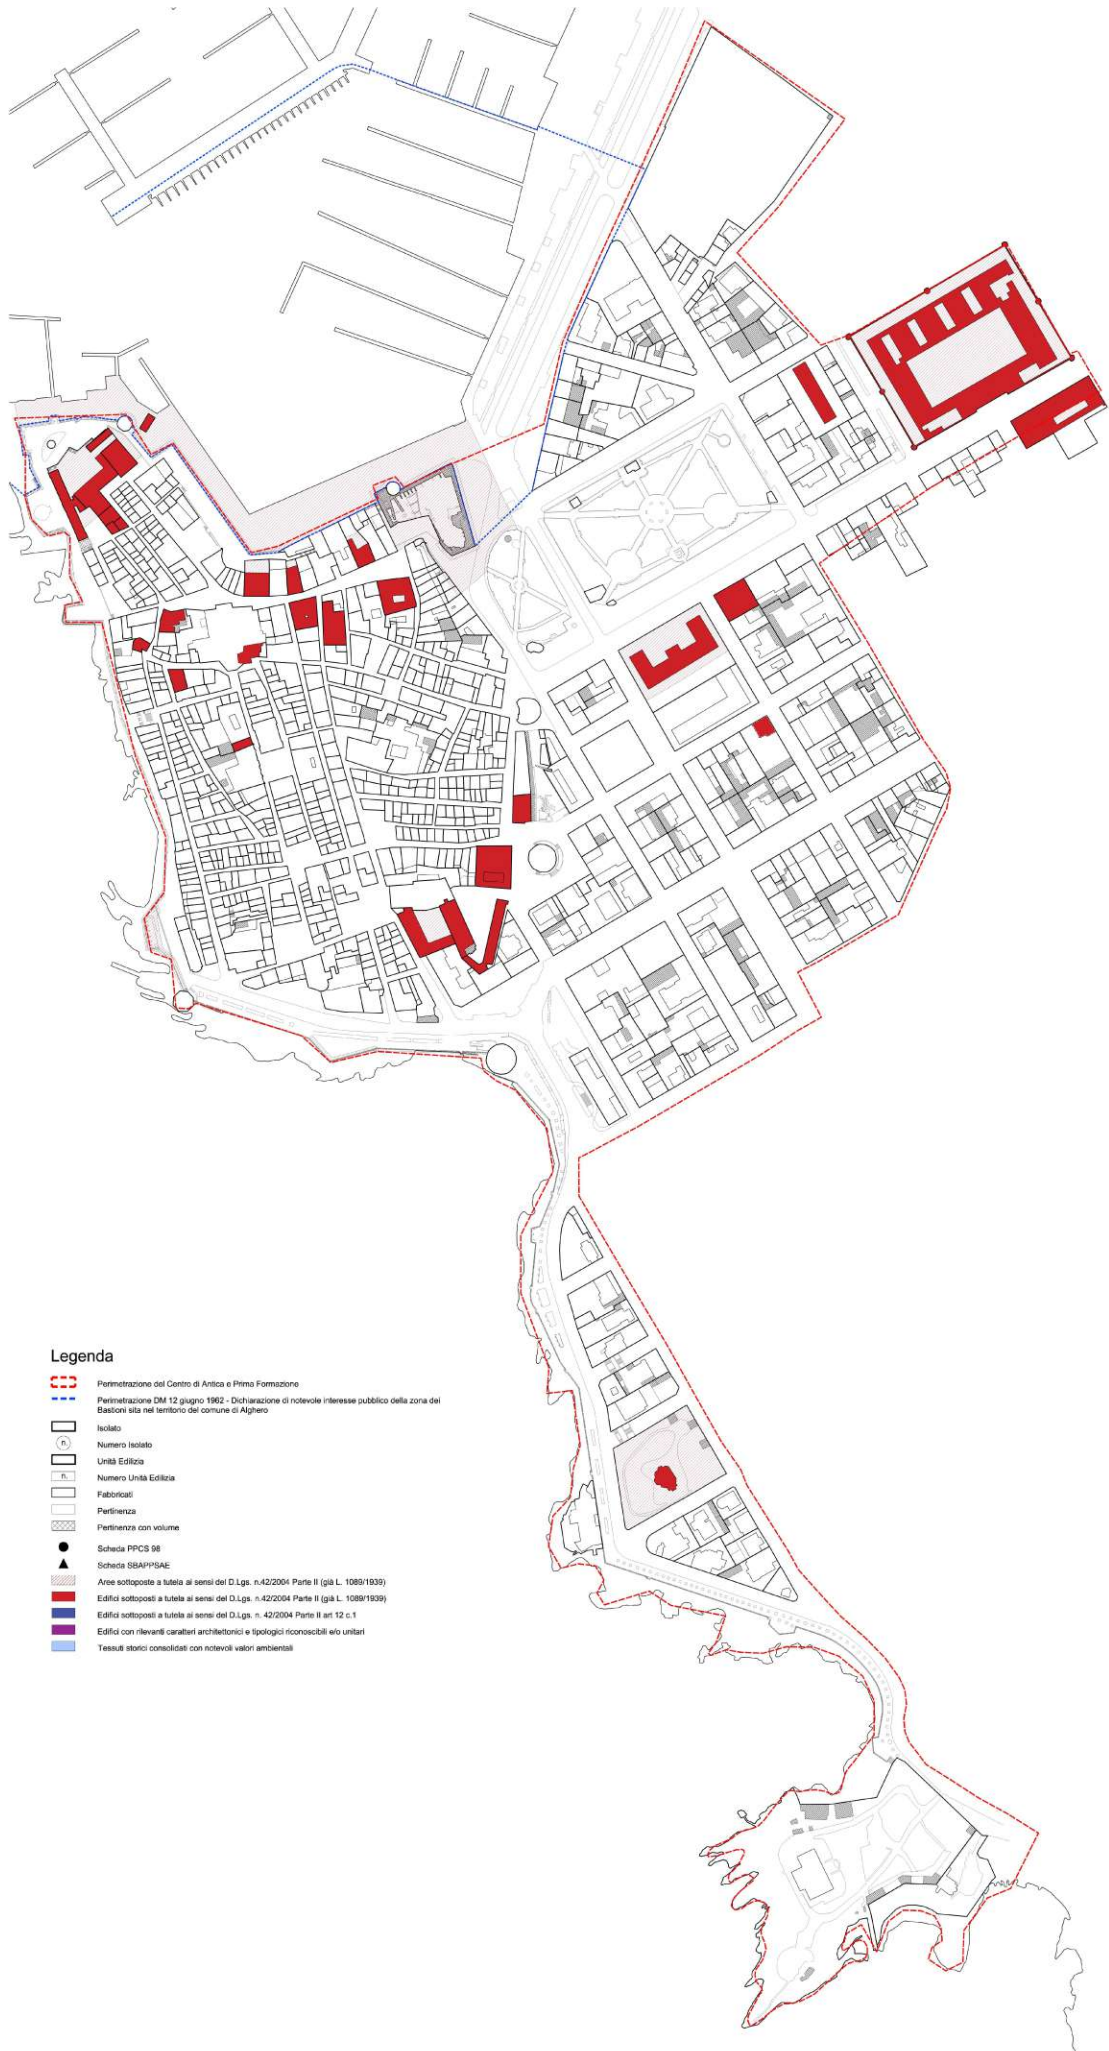 Legenda
Perimetrazione del Centro di Antica e Prima Formazione
Perimetrazione DM 12 giugno 1962 - Dichiarazione di notevole interesse pubblico della zona dei
Bastioni sita nel territorio del comune di Alghero
Isolato
n. Numero Isolato
Unità Edilizia
n. Numero Unità Edilizia
Fabbricati
Pertinenza
Pertinenza con volume
Scheda PPCS 98
Scheda SBAPPSAE
Aree sottoposte a tutela ai sensi del D.Lgs. n.42/2004 Parte II (già L. 1089/1939)
Edifici sottoposti a tutela ai sensi del D.Lgs. n.42/2004 Parte II (già L. 1089/1939)
Edifici sottoposti a tutela ai sensi del D.Lgs. n. 42/2004 Parte II art 12 c.1
Edifici con rilevanti caratteri architettonici e tipologici riconoscibili e/o unitari
Tessuti storici consolidati con notevoli valori ambientali